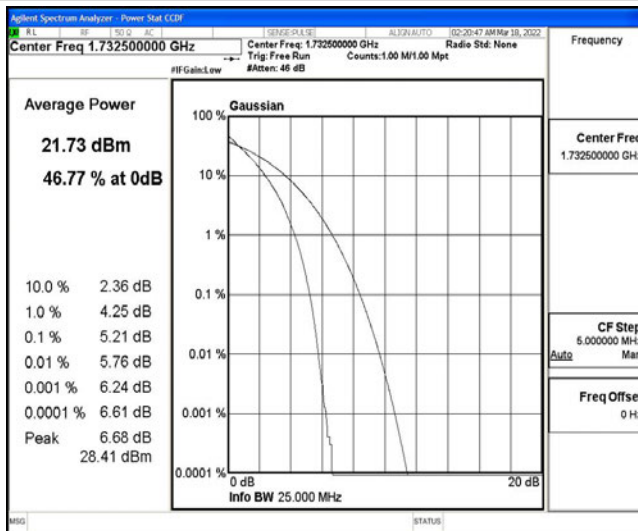 Agilent Spectrum Analyzer - Power Stat CCDF
RL RF 50 Ω AC SENSE:PULSE ALIGN AUTO 02:20:47 AM Mar 18, 2022
Center Freq 1.732500000 GHz
Center Freq: 1.732500000 GHz Radio Std: None
Trig: Free Run Counts:1.00 M/1.00 Mpt
#IFGain:Low #Atten: 46 dB
Frequency
Average Power
21.73 dBm
46.77 % at 0dB
10.0 % 2.36 dB
1.0 % 4.25 dB
0.1 % 5.21 dB
0.01 % 5.76 dB
0.001 % 6.24 dB
0.0001 % 6.61 dB
Peak 6.68 dB
28.41 dBm
Gaussian
100 %
10 %
1 %
0.1 %
0.01 %
0.001 %
0.0001 %
0 dB 20 dB
Info BW 25.000 MHz
Center Freq
1.732500000 GHz
CF Step
5.000000 MHz
Auto Man
Freq Offset
0 Hz
MSG STATUS